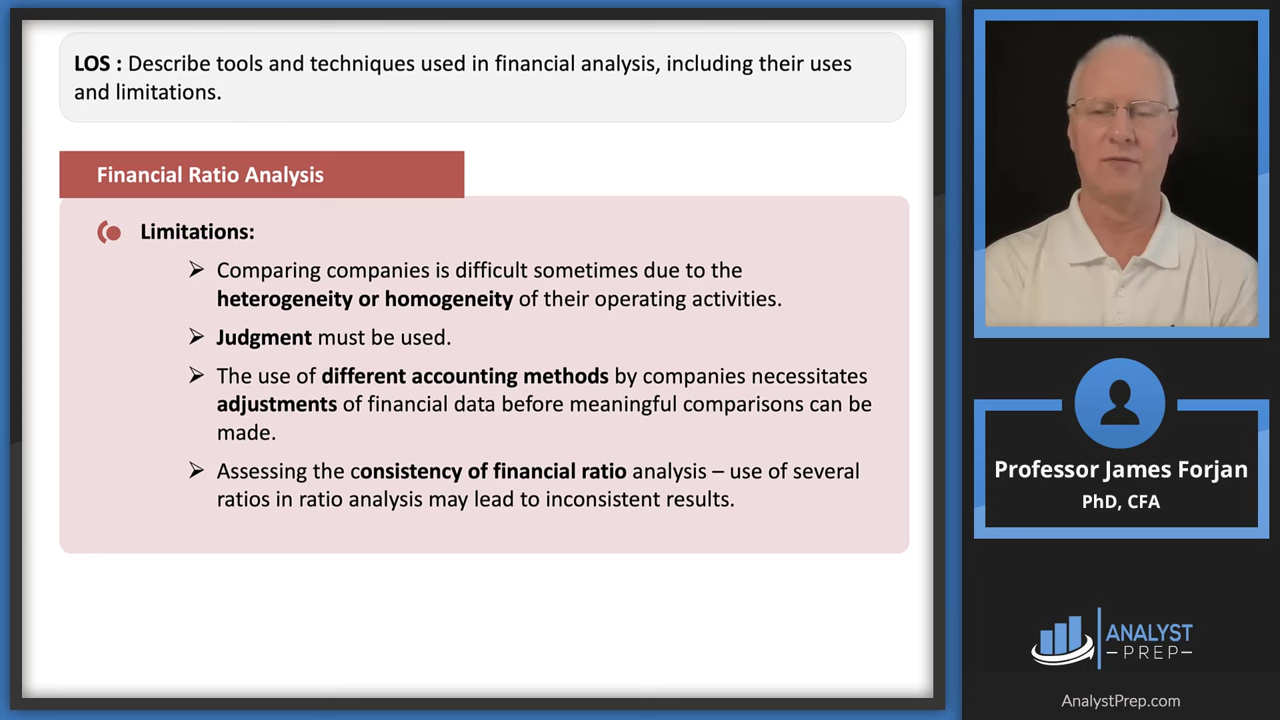 LOS : Describe tools and techniques used in financial analysis, including their uses
and limitations.
Financial Ratio Analysis
Limitations:
➢ Comparing companies is difficult sometimes due to the
heterogeneity or homogeneity of their operating activities.
➢ Judgment must be used.
➢ The use of different accounting methods by companies necessitates
adjustments of financial data before meaningful comparisons can be
made.
➢ Assessing the consistency of financial ratio analysis – use of several
ratios in ratio analysis may lead to inconsistent results.
Professor James Forjan
PhD, CFA
ANALYST
–PREP–
AnalystPrep.com